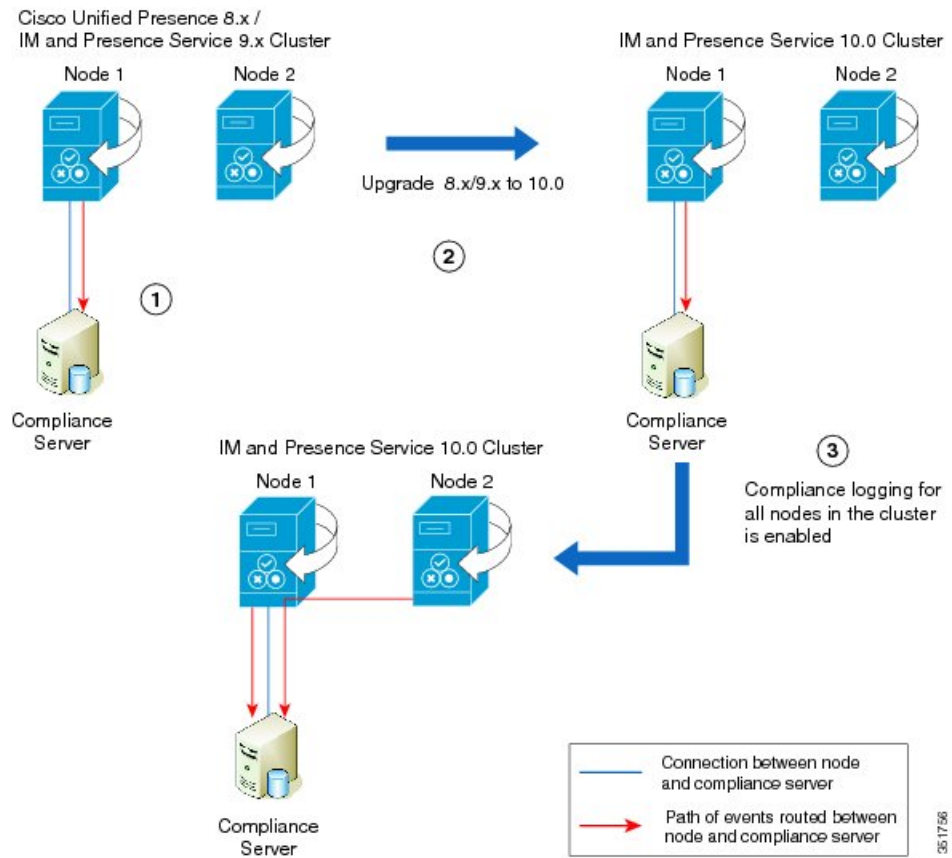 Cisco Unified Presence 8.x /
IM and Presence Service 9.x Cluster
Node 1
Node 2
Upgrade 8.x/9.x to 10.0
IM and Presence Service 10.0 Cluster
Node 1
Node 2
1
2
Compliance
Server
Compliance
Server
3
Compliance logging for
all nodes in the cluster
is enabled
IM and Presence Service 10.0 Cluster
Node 1
Node 2
Compliance
Server
Connection between node
and compliance server
Path of events routed between
node and compliance server
361756